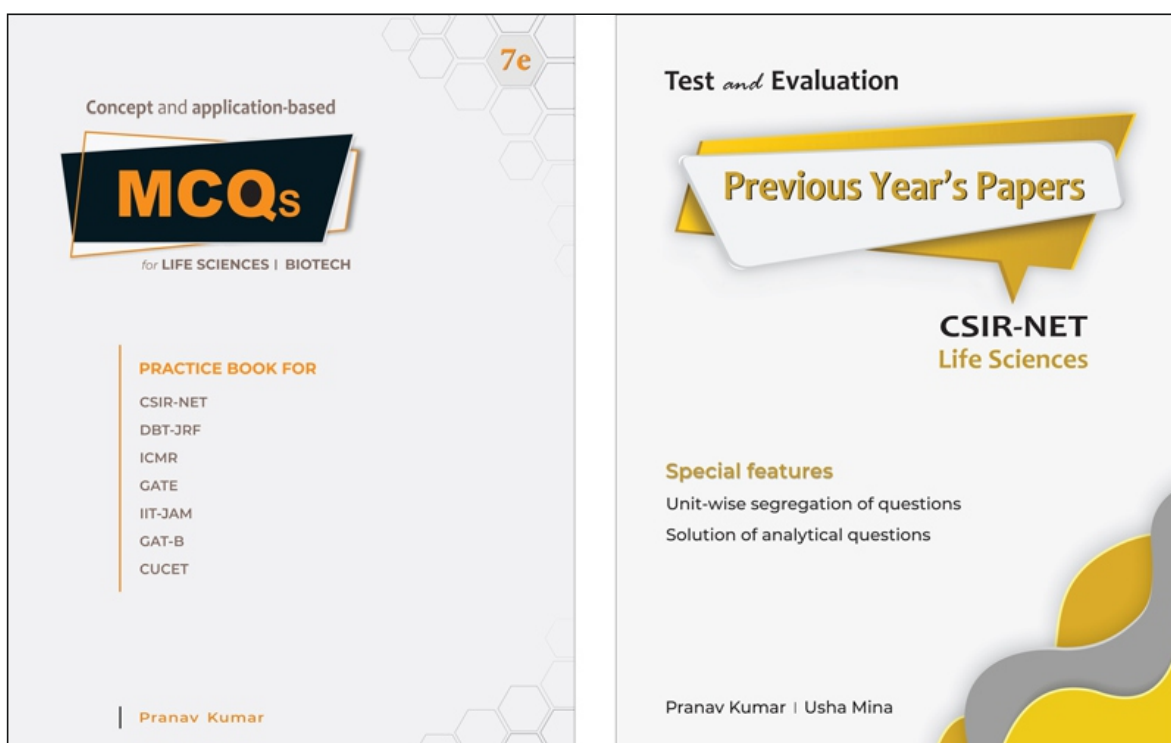 7e
Concept and application-based
MCQs
for LIFE SCIENCES | BIOTECH
PRACTICE BOOK FOR
CSIR-NET
DBT-JRF
ICMR
GATE
IIT-JAM
GAT-B
CUCET
Pranav Kumar
Test and Evaluation
Previous Year's Papers
CSIR-NET
Life Sciences
Special features
Unit-wise segregation of questions
Solution of analytical questions
Pranav Kumar | Usha Mina